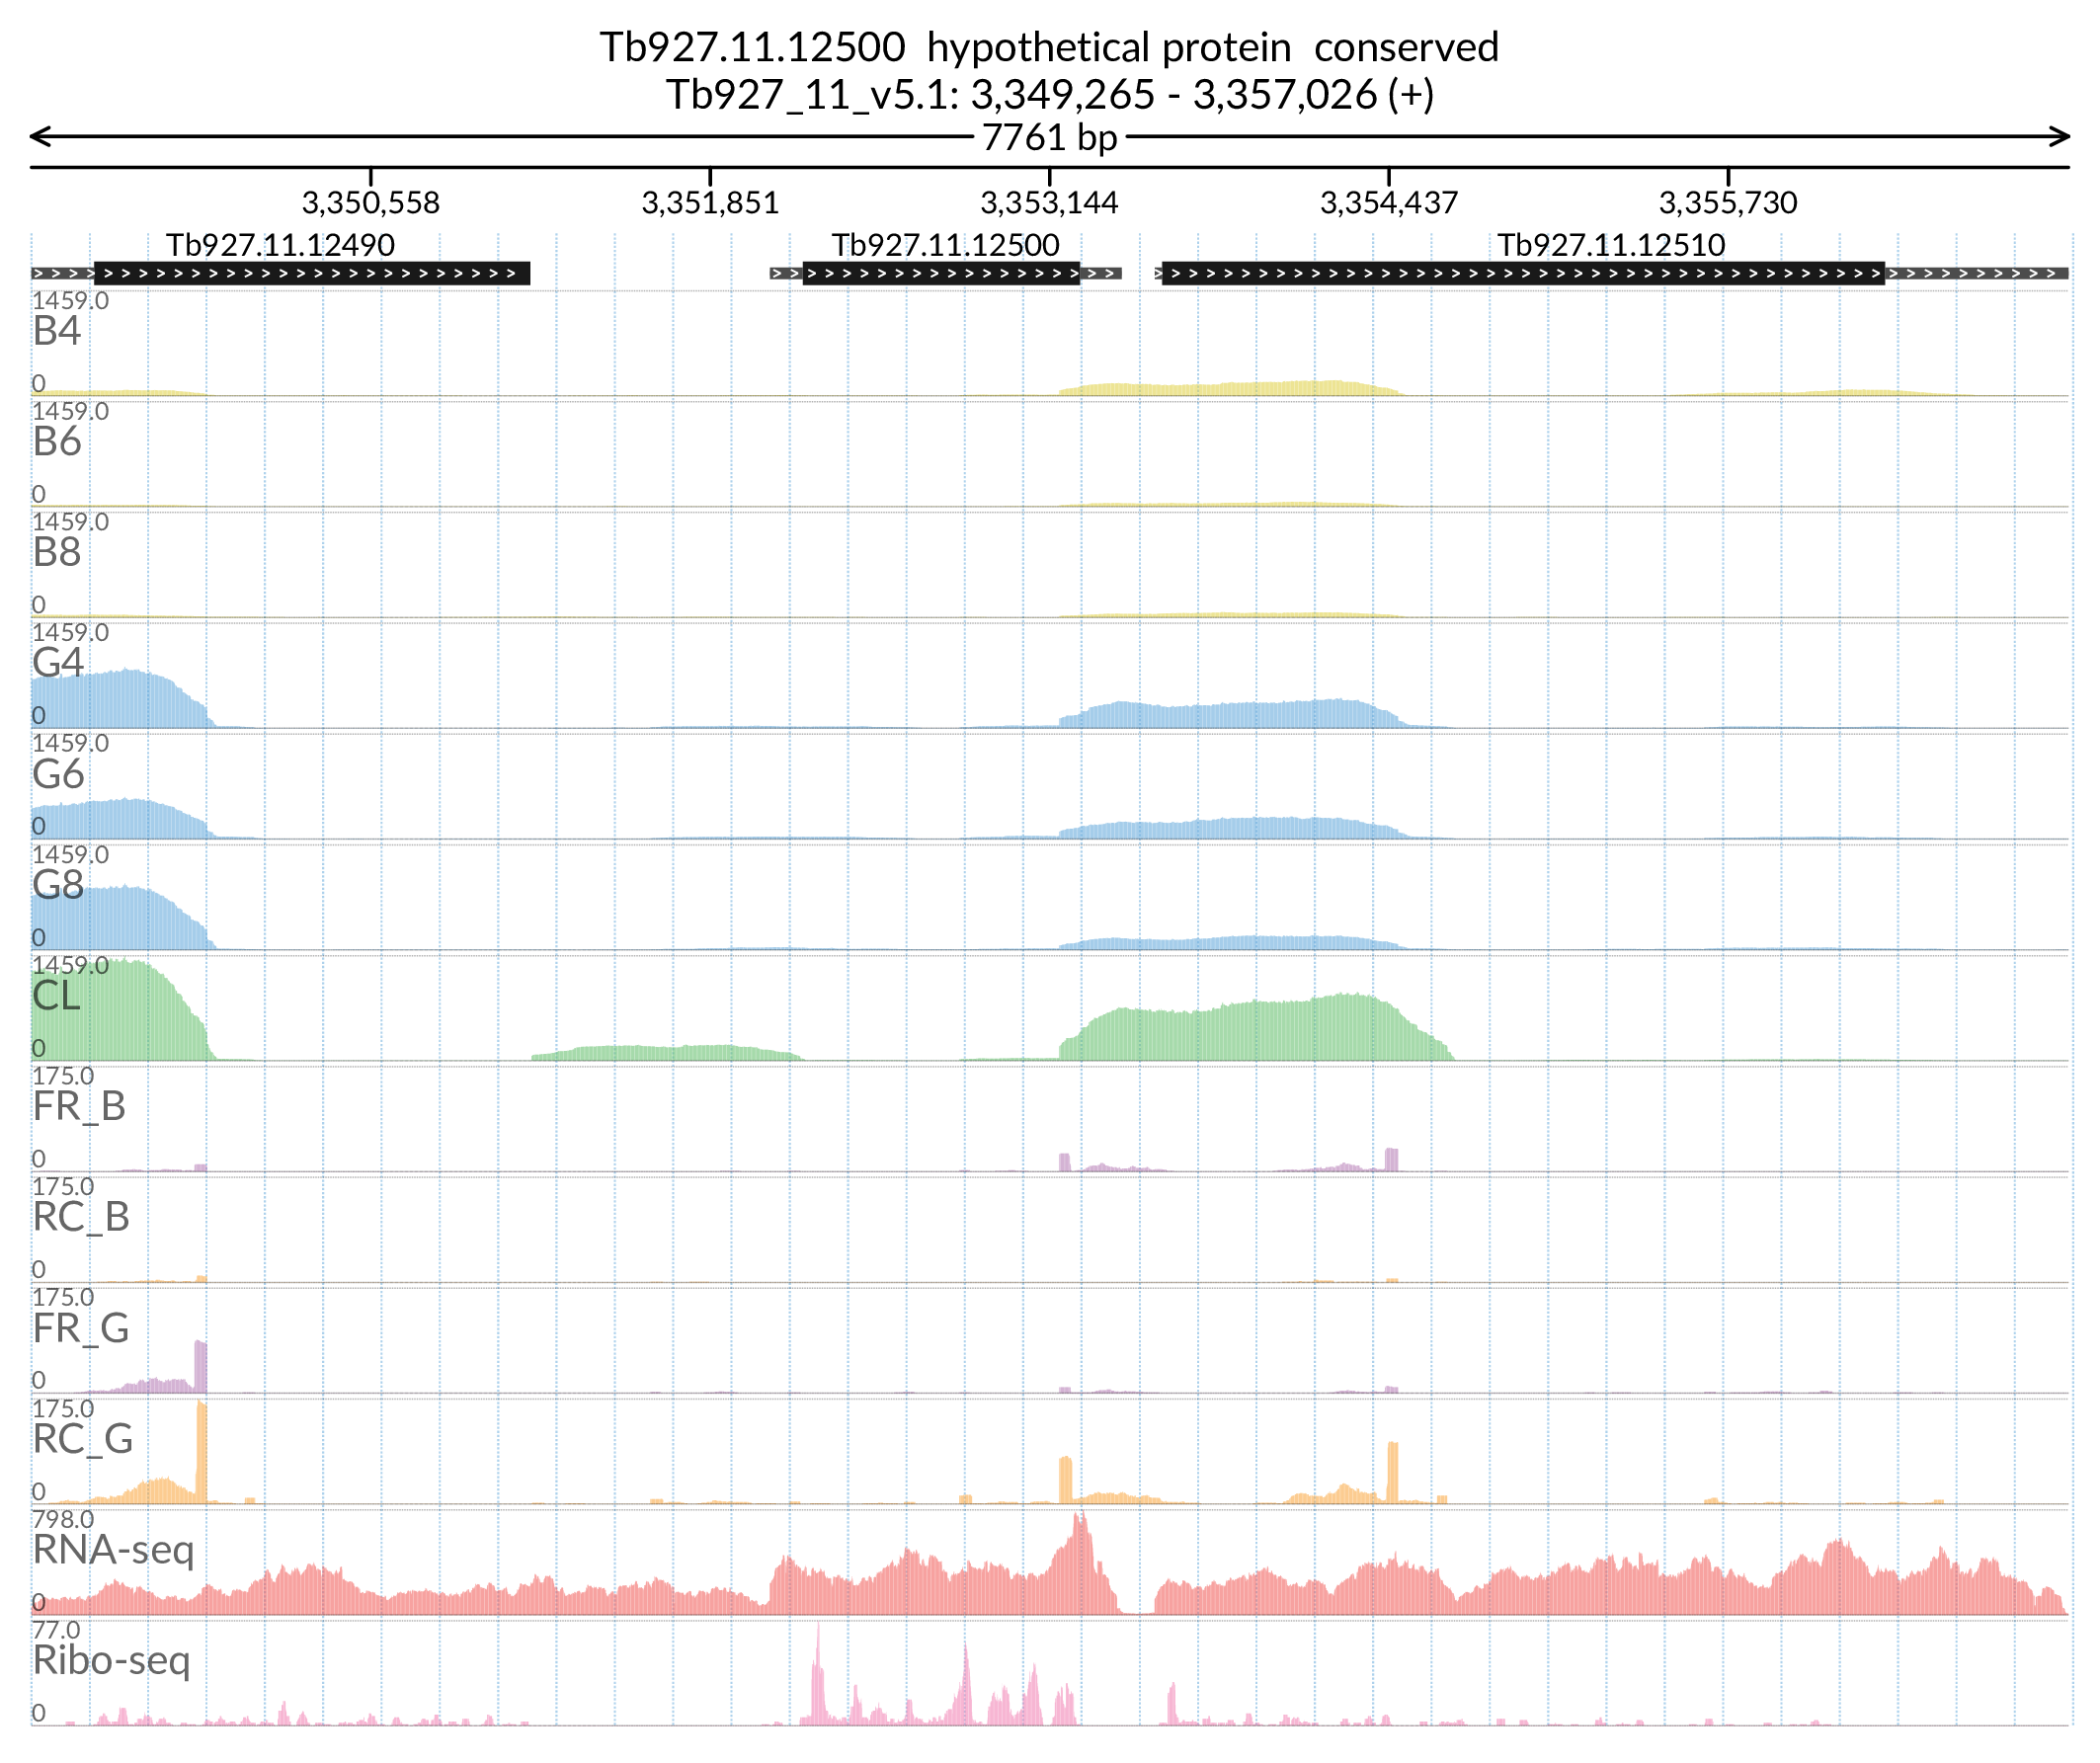 Tb927.11.12500 hypothetical protein conserved
Tb927_11_v5.1: 3,349,265 - 3,357,026 (+)
7761 bp
3,350,558 3,351,851 3,353,144 3,354,437 3,355,730
Tb927.11.12490 Tb927.11.12500 Tb927.11.12510
1459.0
B4
0
1459.0
B6
0
1459.0
B8
0
1459.0
G4
0
1459.0
G6
0
1459.0
G8
0
1459.0
CL
0
175.0
FR_B
0
175.0
RC_B
0
175.0
FR_G
0
175.0
RC_G
0
798.0
RNA-seq
0
77.0
Ribo-seq
0